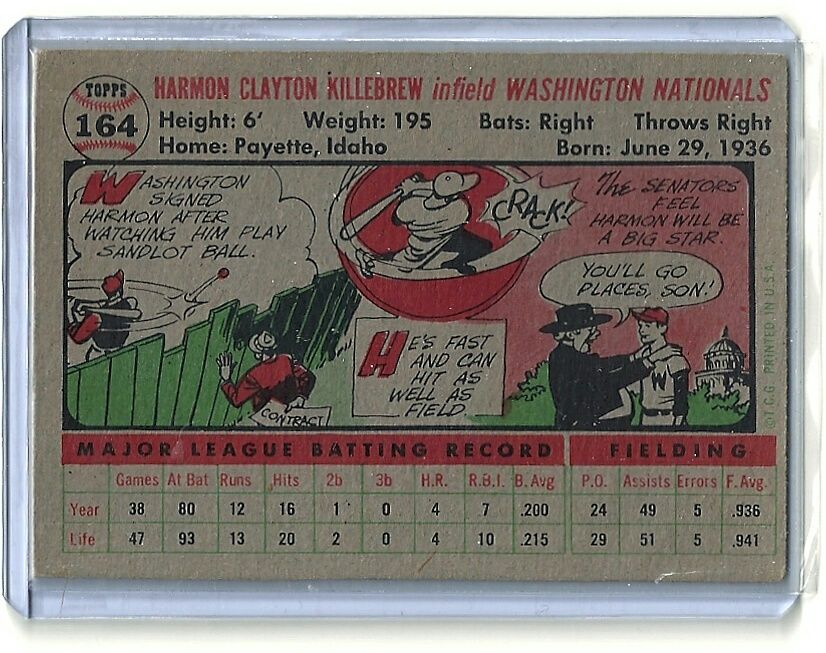 TOPPS
164
HARMON CLAYTON KILLEBREW infield WASHINGTON NATIONALS
Height: 6' Weight: 195 Bats: Right Throws Right
Home: Payette, Idaho Born: June 29, 1936
WASHINGTON
SIGNED
HARMON AFTER
WATCHING HIM PLAY
SANDLOT BALL.
CONTRACT
CRACK!
HE'S FAST
AND CAN
HIT AS
WELL AS
FIELD.
THE SENATORS
FEEL
HARMON WILL BE
A BIG STAR.
YOU'LL GO
PLACES, SON!
W
©T.C.G. PRINTED IN U.S.A.
MAJOR LEAGUE BATTING RECORD FIELDING
Games At Bat Runs Hits 2b 3b H.R. R.B.I. B. Avg P.O. Assists Errors F. Avg.
Year 38 80 12 16 1 0 4 7 .200 24 49 5 .936
Life 47 93 13 20 2 0 4 10 .215 29 51 5 .941